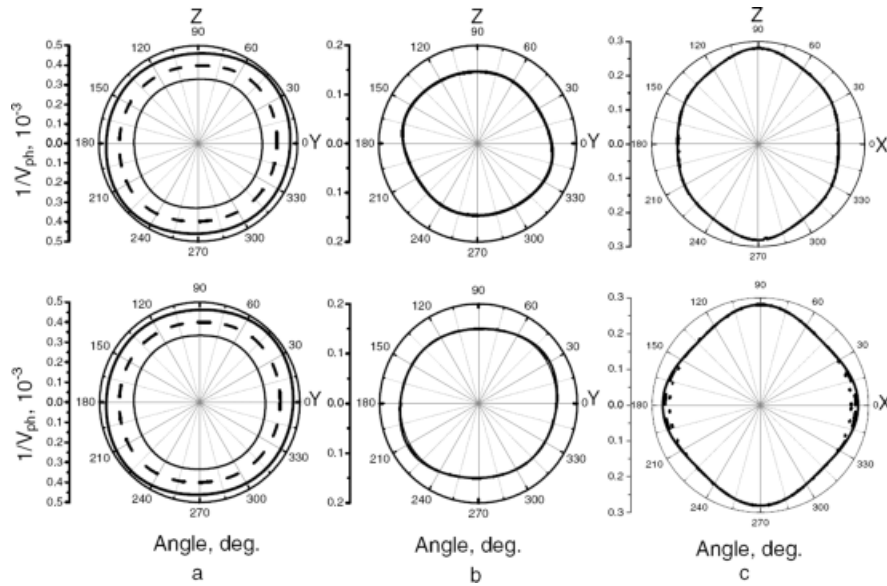 Z Z
90 90 90
120 60 120 60 120 60
150 30 150 30 150 30
180 0 Y 180 0 Y 180 0 X
210 330 210 330 210 330
240 300 240 300 240 300
270 270 270
0.5 0.4 0.3 0.2 0.1 0.0 0.1 0.2 0.3 0.4 0.5
1/Vph, 10-3
0.2 0.1 0.0 0.1 0.2
0.3 0.2 0.1 0.0 0.1 0.2 0.3
90 90 90
120 60 120 60 120 60
150 30 150 30 150 30
180 0 Y 180 0 Y 180 0 X
210 330 210 330 210 330
240 300 240 300 240 300
270 270 270
0.5 0.4 0.3 0.2 0.1 0.0 0.1 0.2 0.3 0.4 0.5
1/Vph, 10-3
0.2 0.1 0.0 0.1 0.2
0.3 0.2 0.1 0.0 0.1 0.2 0.3
Angle, deg. Angle, deg. Angle, deg.
a b c